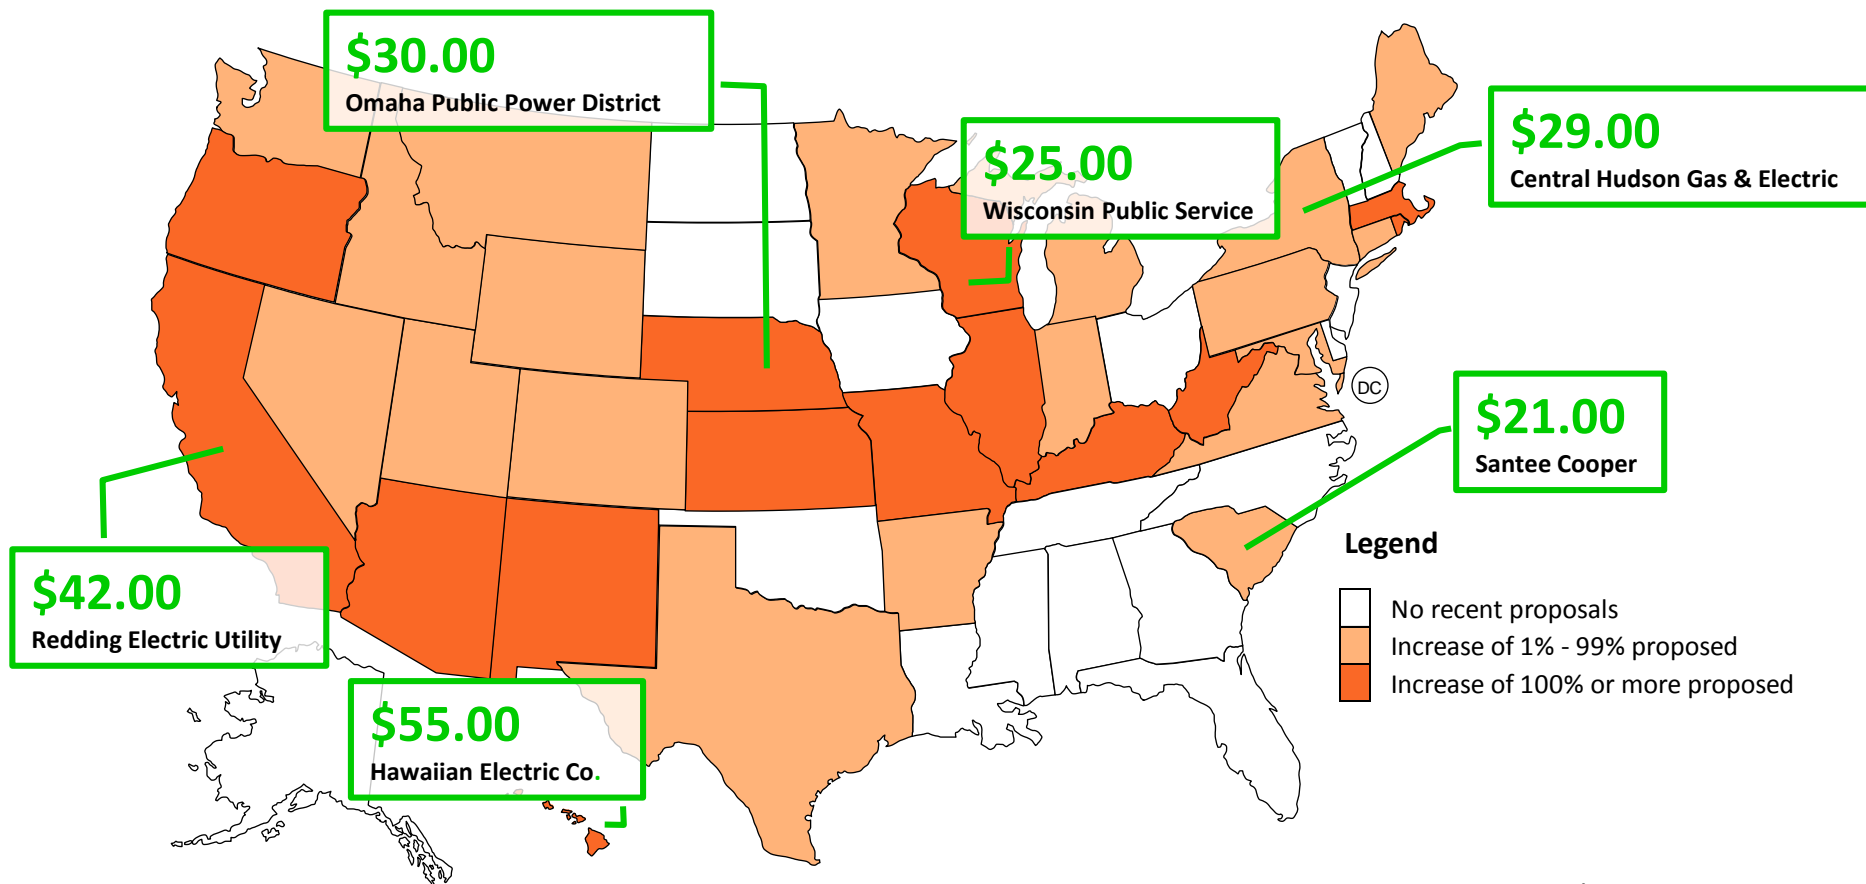 $30.00
Omaha Public Power District
$25.00
Wisconsin Public Service
$29.00
Central Hudson Gas & Electric
DC
$21.00
Santee Cooper
$42.00
Redding Electric Utility
$55.00
Hawaiian Electric Co.
Legend
No recent proposals
Increase of 1% - 99% proposed
Increase of 100% or more proposed